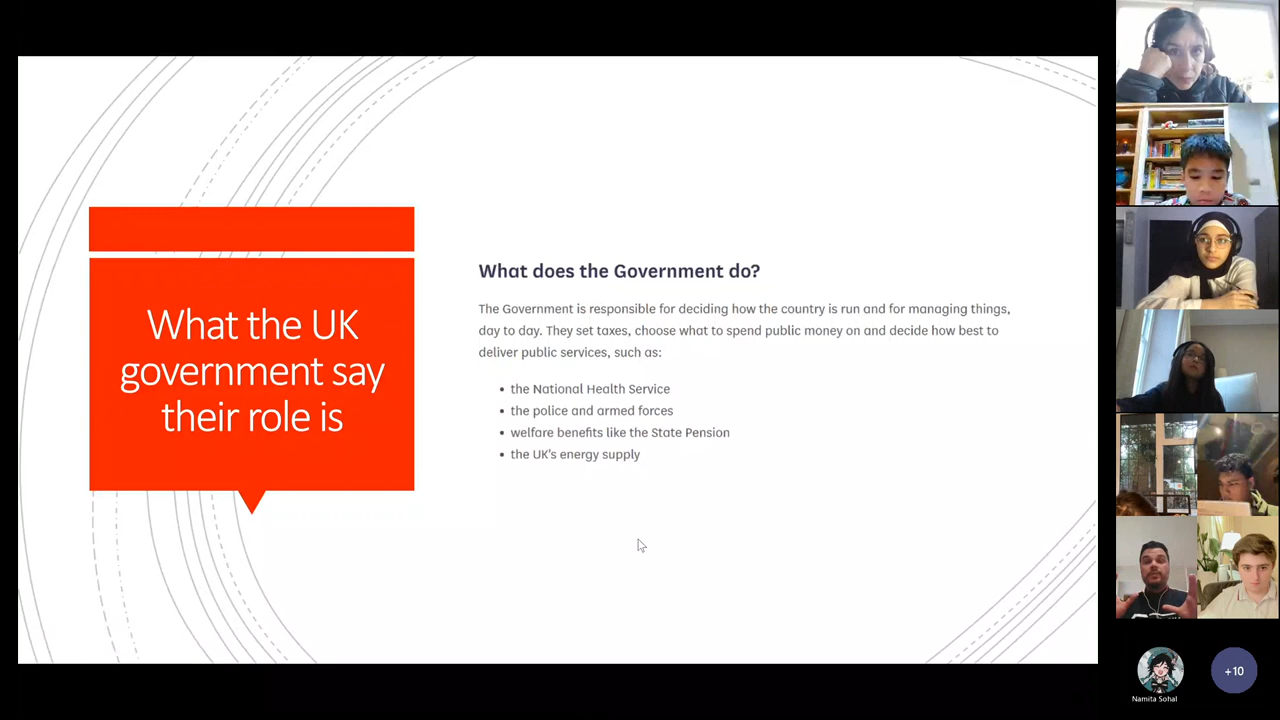 What the UK
government say
their role is
What does the Government do?
The Government is responsible for deciding how the country is run and for managing things,
day to day. They set taxes, choose what to spend public money on and decide how best to
deliver public services, such as:
• the National Health Service
• the police and armed forces
• welfare benefits like the State Pension
• the UK's energy supply
+10
Namita Sohal